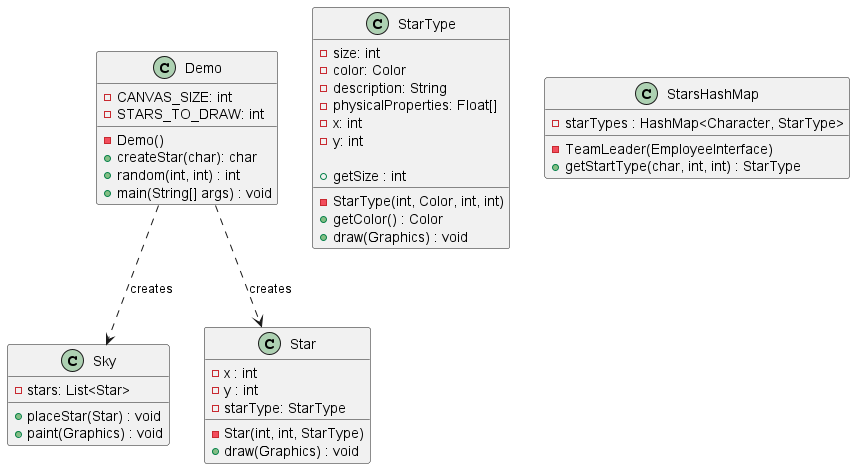 C Demo
CANVAS_SIZE: int
STARS_TO_DRAW: int
Demo()
createStar(char): char
random(int, int) : int
main(String[] args) : void
C StarType
size: int
color: Color
description: String
physicalProperties: Float[]
x: int
y: int
getSize : int
StarType(int, Color, int, int)
getColor() : Color
draw(Graphics) : void
C StarsHashMap
starTypes : HashMap<Character, StarType>
TeamLeader(EmployeeInterface)
getStartType(char, int, int) : StarType
creates
creates
C Sky
stars: List<Star>
placeStar(Star) : void
paint(Graphics) : void
C Star
x : int
y : int
starType: StarType
Star(int, int, StarType)
draw(Graphics) : void